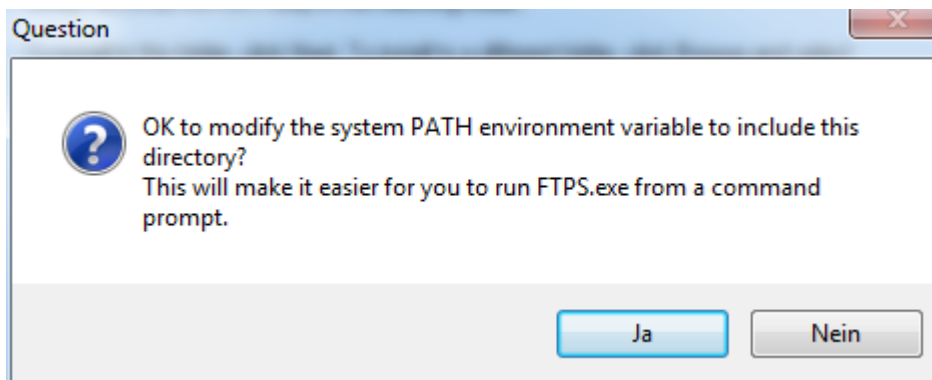 Question
OK to modify the system PATH environment variable to include this
directory?
This will make it easier for you to run FTPS.exe from a command
prompt.
Ja
Nein